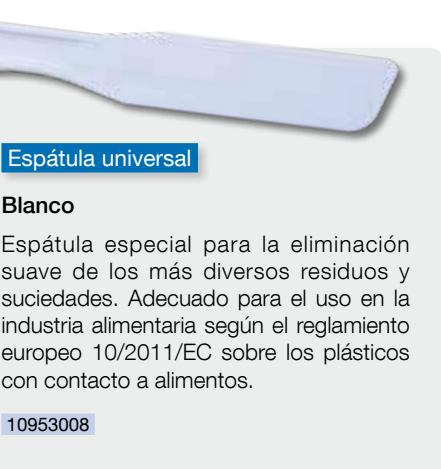 Espátula universal
Blanco
Espátula especial para la eliminación
suave de los más diversos residuos y
suciedades. Adecuado para el uso en la
industria alimentaria según el reglamiento
europeo 10/2011/EC sobre los plásticos
con contacto a alimentos.
10953008